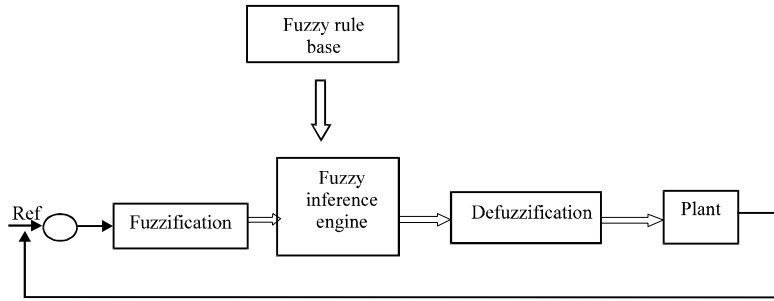 Fuzzy rule
base
Ref
Fuzzification
Fuzzy
inference
engine
Defuzzification
Plant